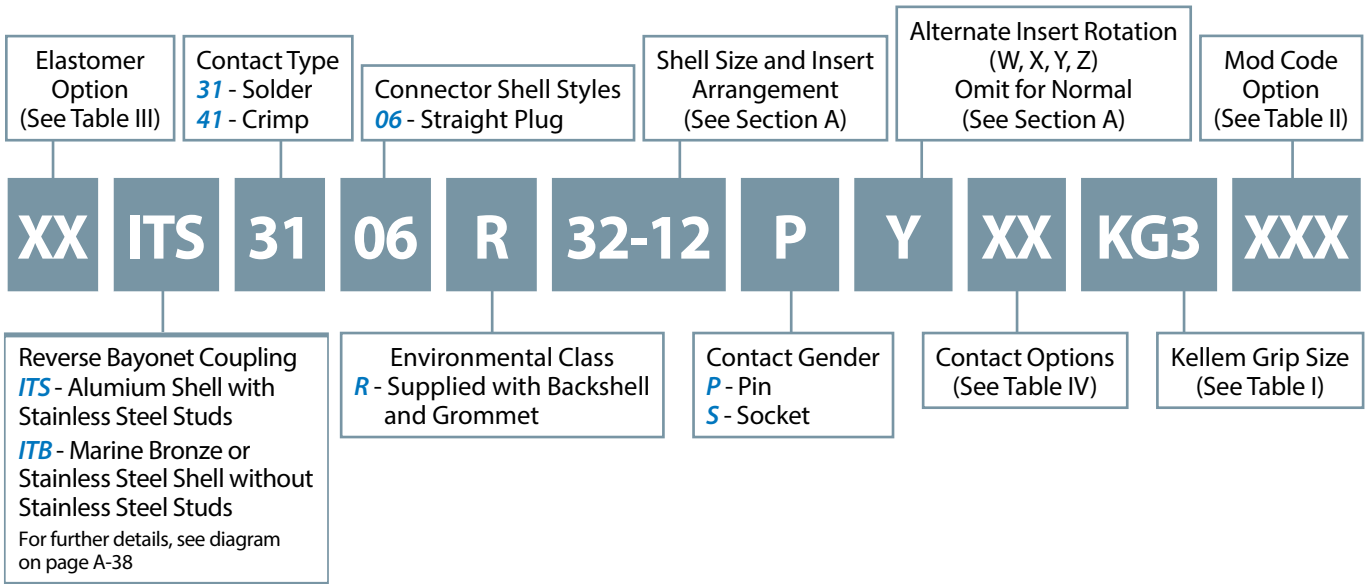 Elastomer
Option
(See Table III)
Contact Type
31 - Solder
41 - Crimp
Connector Shell Styles
06 - Straight Plug
Shell Size and Insert
Arrangement
(See Section A)
Alternate Insert Rotation
(W, X, Y, Z)
Omit for Normal
(See Section A)
Mod Code
Option
(See Table II)
XX ITS 31 06 R 32-12 P Y XX KG3 XXX
Reverse Bayonet Coupling
ITS - Alumium Shell with
Stainless Steel Studs
ITB - Marine Bronze or
Stainless Steel Shell without
Stainless Steel Studs
For further details, see diagram
on page A-38
Environmental Class
R - Supplied with Backshell
and Grommet
Contact Gender
P - Pin
S - Socket
Contact Options
(See Table IV)
Kellem Grip Size
(See Table I)